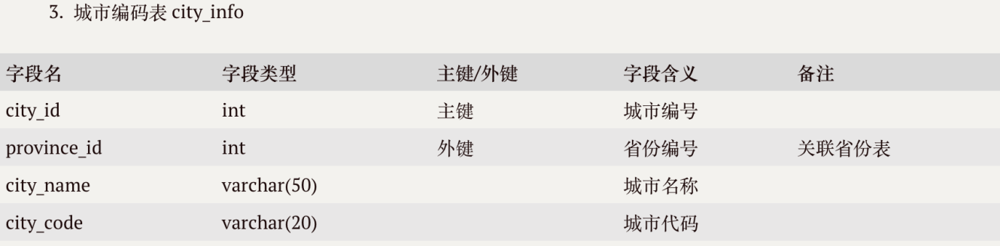 3. 城市编码表 city_info
字段名 字段类型 主键/外键 字段含义 备注
city_id int 主键 城市编号
province_id int 外键 省份编号 关联省份表
city_name varchar(50) 城市名称
city_code varchar(20) 城市代码